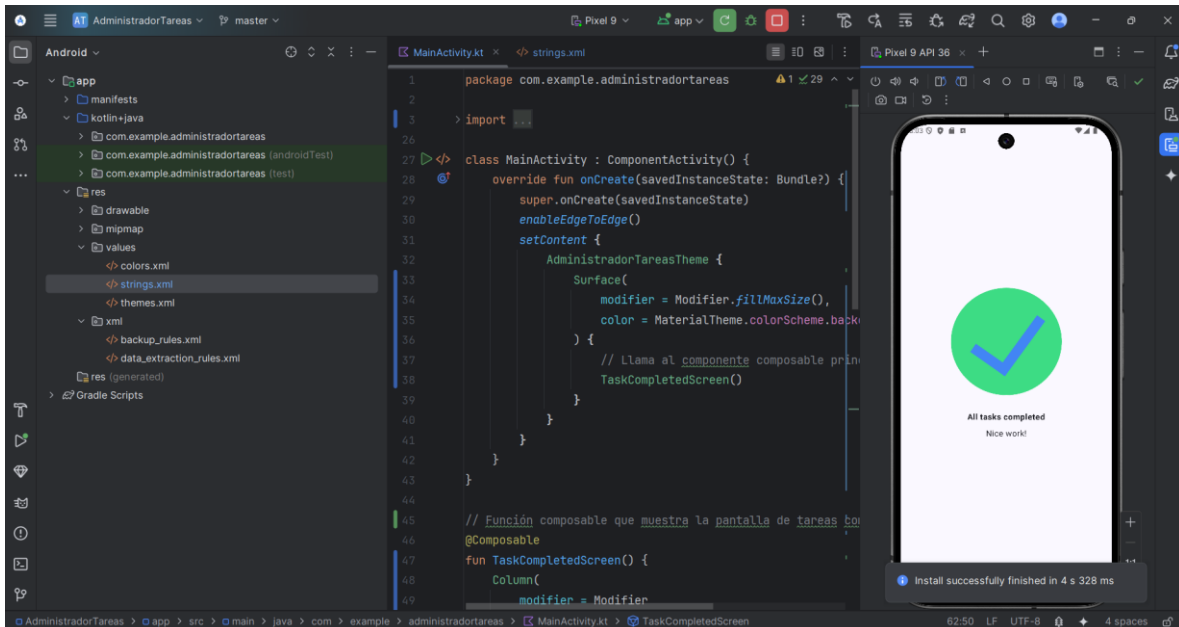 AT AdministradorTareas master Pixel 9 app
Android
app
manifests
kotlin+java
com.example.administradortareas
com.example.administradortareas (androidTest)
com.example.administradortareas (test)
res
drawable
mipmap
values
colors.xml
strings.xml
themes.xml
xml
backup_rules.xml
data_extraction_rules.xml
res (generated)
Gradle Scripts
MainActivity.kt strings.xml
1 package com.example.administradortareas 1 29
2
3 import ...
26
27 class MainActivity : ComponentActivity() {
28 override fun onCreate(savedInstanceState: Bundle?) {
29 super.onCreate(savedInstanceState)
30 enableEdgeToEdge()
31 setContent {
32 AdministradorTareasTheme {
33 Surface(
34 modifier = Modifier.fillMaxSize(),
35 color = MaterialTheme.colorScheme.back
36 ) {
37 // Llama al componente composable prin
38 TaskCompletedScreen()
39 }
40 }
41 }
42 }
43 }
44
45 // Función composable que muestra la pantalla de tareas co
46 @Composable
47 fun TaskCompletedScreen() {
48 Column(
49 modifier = Modifier
Pixel 9 API 36
All tasks completed
Nice work!
1:1
Install successfully finished in 4 s 328 ms
AdministradorTareas > app > src > main > java > com > example > administradortareas > MainActivity.kt > TaskCompletedScreen 62:50 LF UTF-8 4 spaces